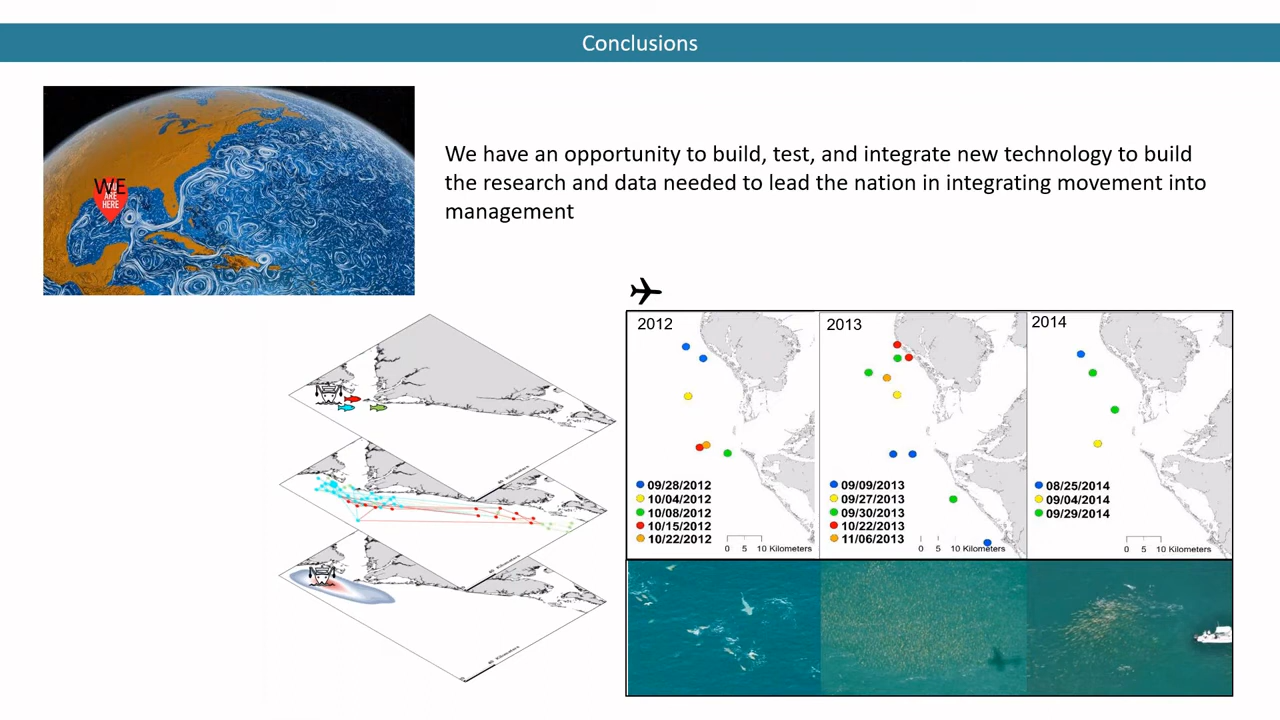 Conclusions
We have an opportunity to build, test, and integrate new technology to build
the research and data needed to lead the nation in integrating movement into
management
WE
ARE
HERE
2012
09/28/2012
10/04/2012
10/08/2012
10/15/2012
10/22/2012
0 5 10 Kilometers
2013
09/09/2013
09/27/2013
09/30/2013
10/22/2013
11/06/2013
0 5 10 Kilometers
2014
08/25/2014
09/04/2014
09/29/2014
0 5 10 Kilometers
Kilometers
Kilometers
40 Kilometers